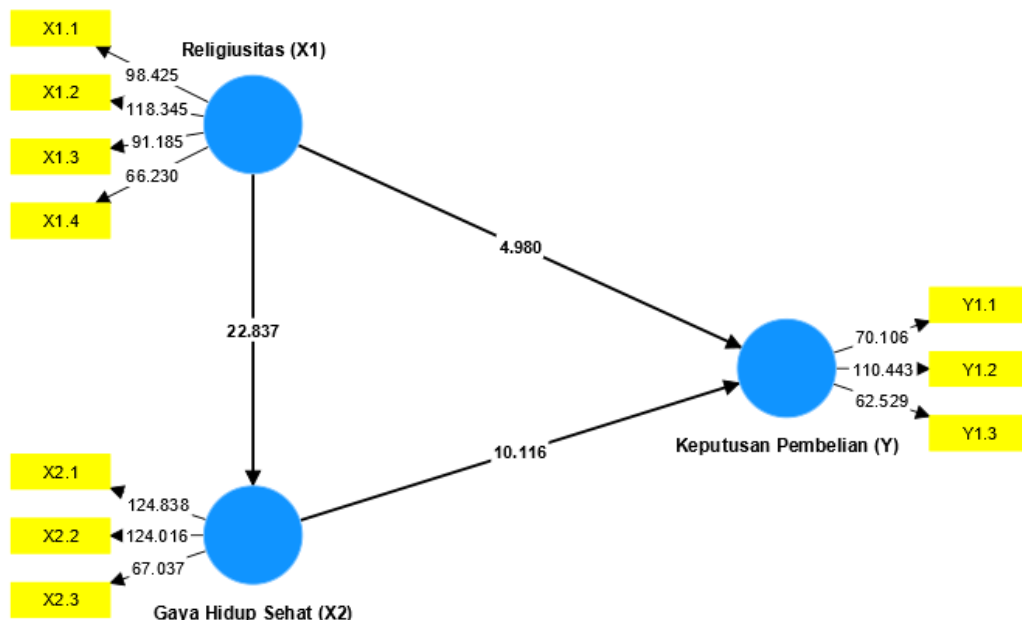 X1.1
Religiusitas (X1)
98.425
X1.2
118.345
X1.3
91.185
66.230
X1.4
4.980
22.837
Y1.1
70.106
110.443
Y1.2
62.529
Y1.3
Keputusan Pembelian (Y)
10.116
X2.1
124.838
X2.2
124.016
67.037
X2.3
Gaya Hidup Sehat (X2)